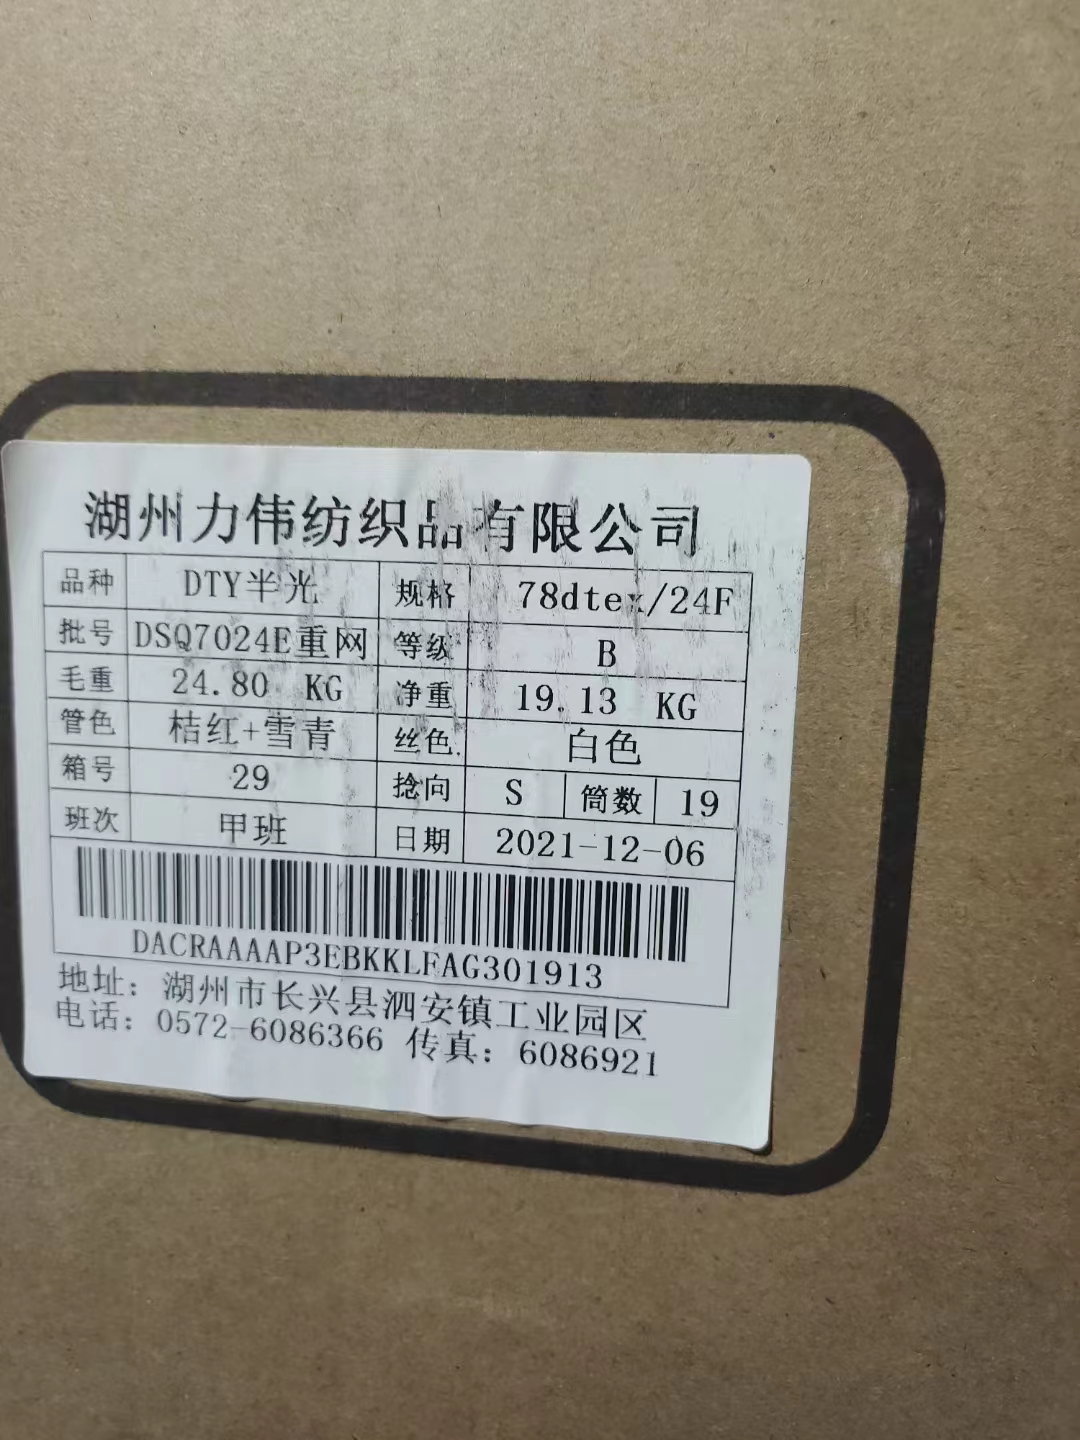 湖州力伟纺织品有限公司
品种 DTY半光 规格 78dtex/24F
批号 DSQ7024E重网 等级 B
毛重 24.80 KG 净重 19.13 KG
管色 桔红+雪青 丝色. 白色
箱号 29 捻向 S 筒数 19
班次 甲班 日期 2021-12-06
DACRAAAAP3EBKKLFAG301913
地址：湖州市长兴县泗安镇工业园区
电话：0572-6086366 传真：6086921